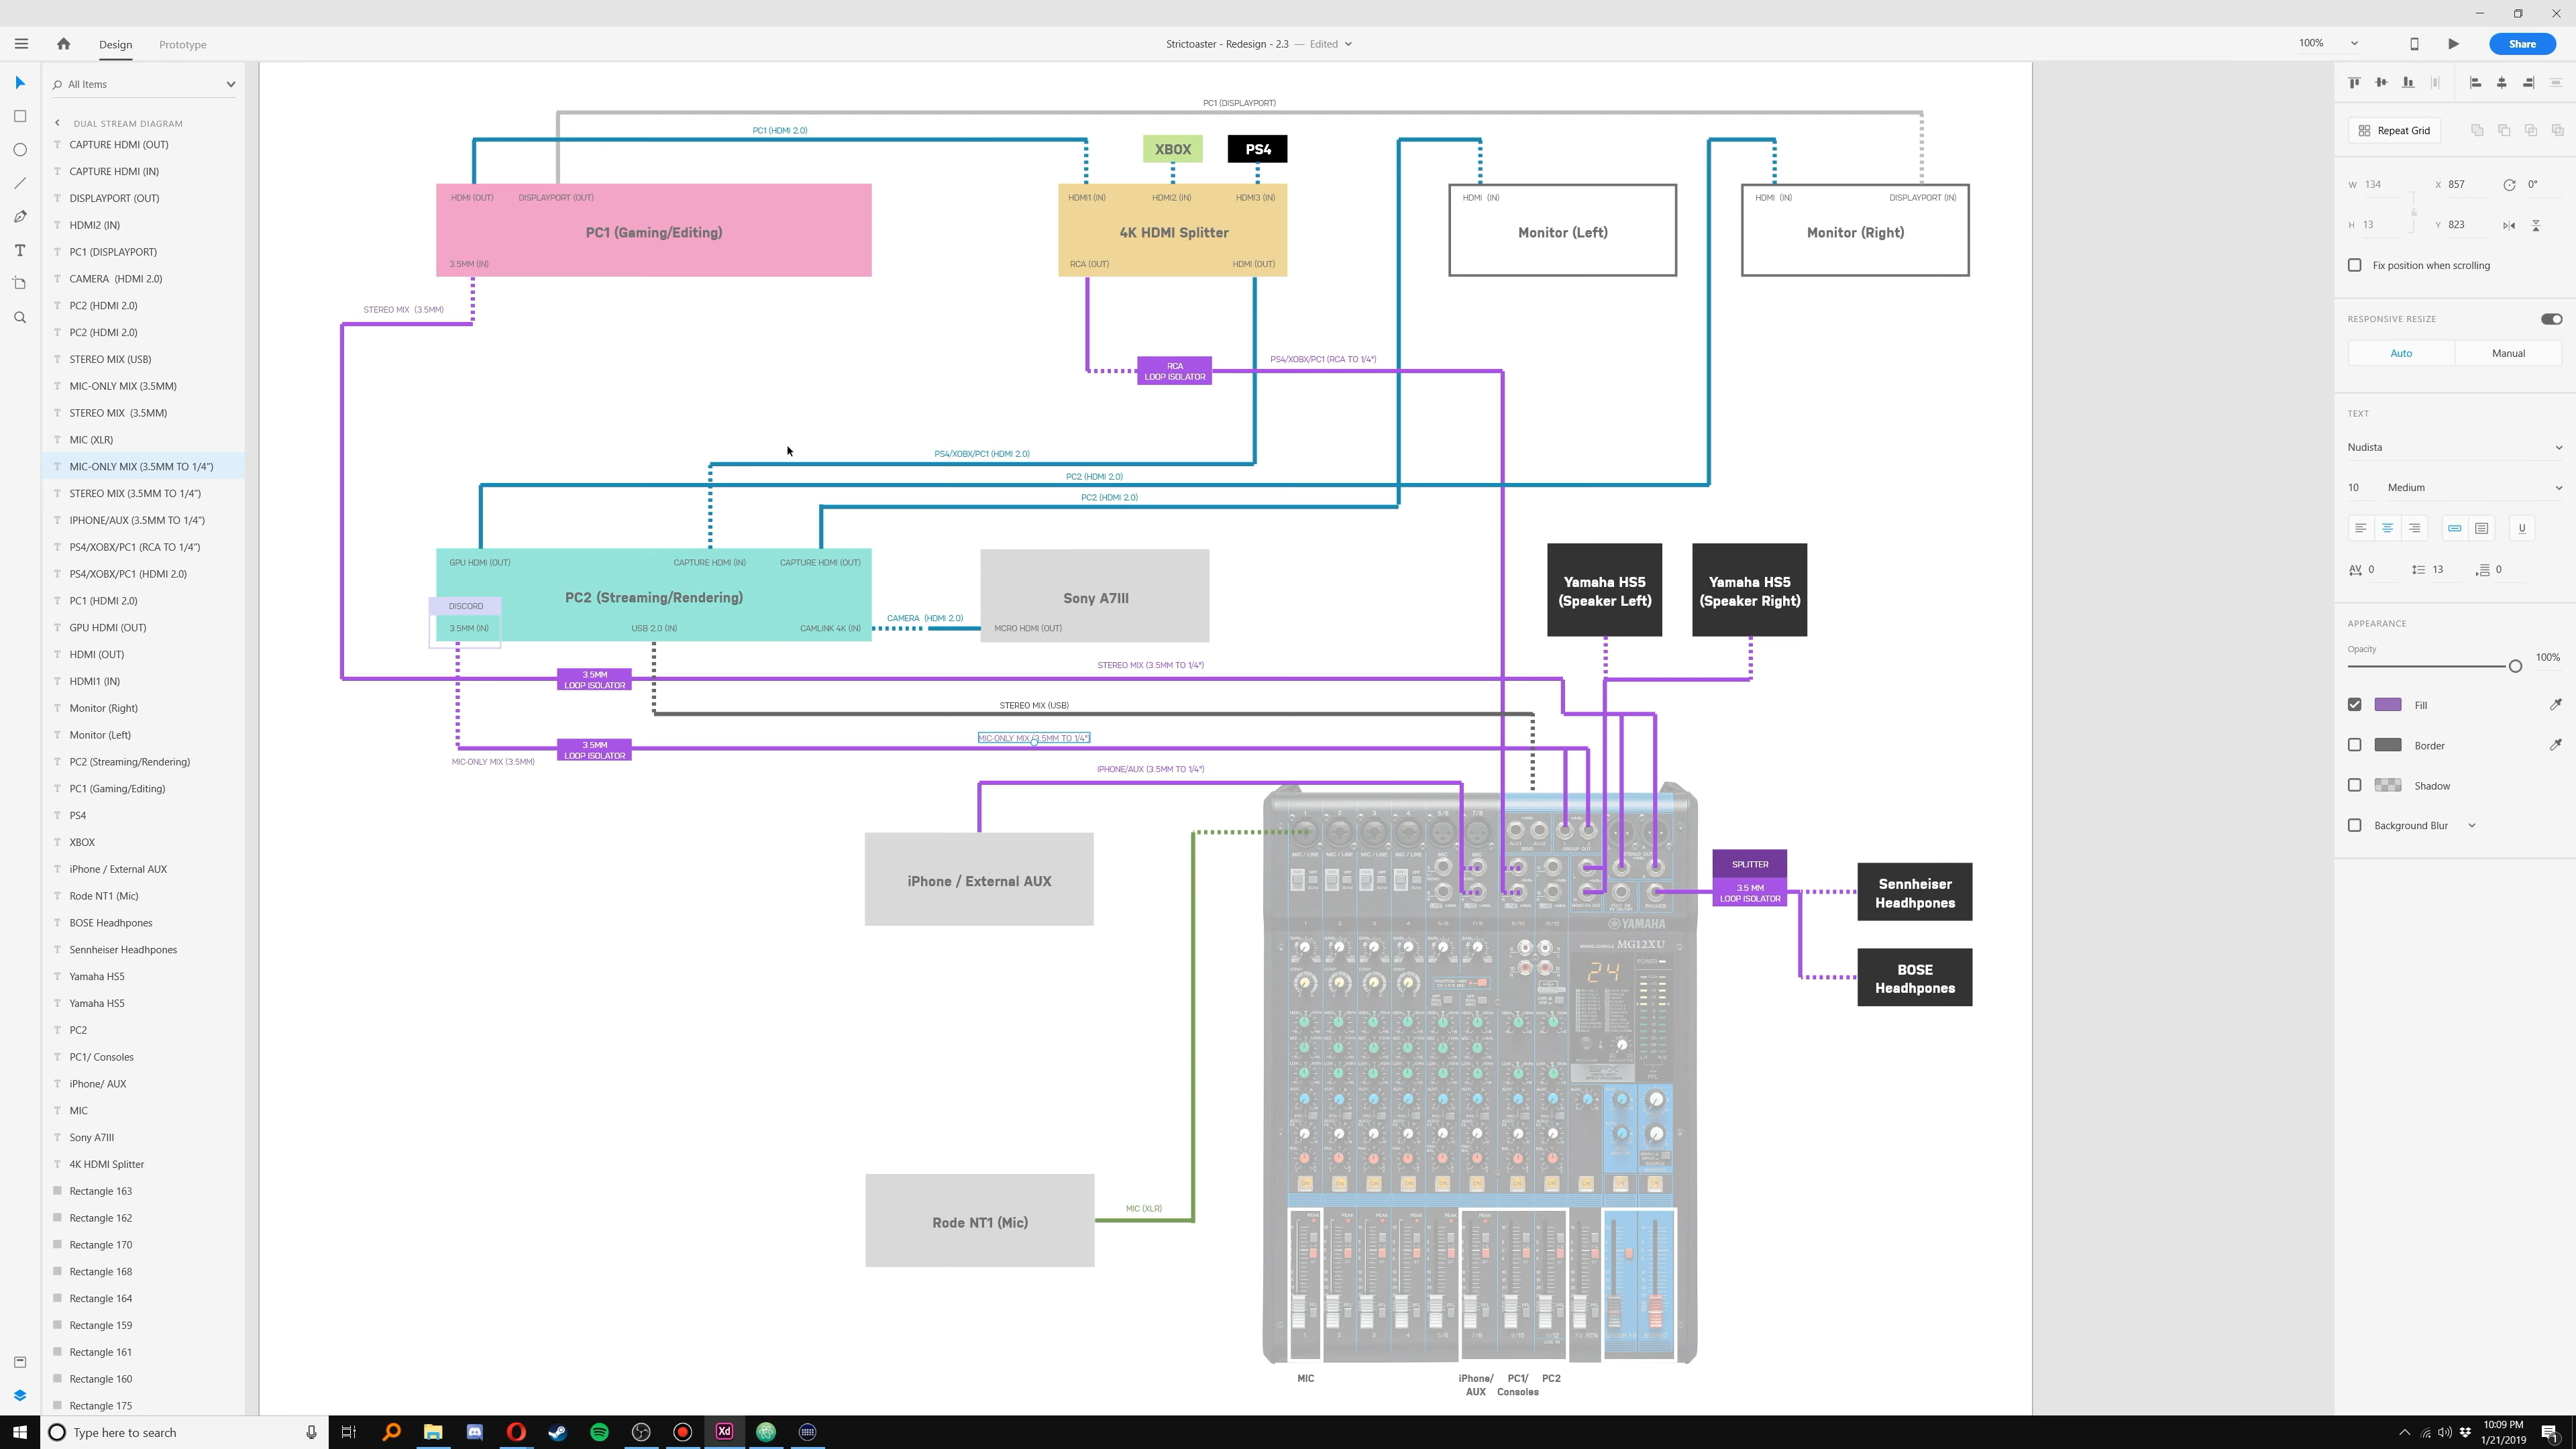 Design
Prototype
Strictoaster - Redesign - 2.3 — Edited
100%
Share
All Items
DUAL STREAM DIAGRAM
CAPTURE HDMI (OUT)
CAPTURE HDMI (IN)
DISPLAYPORT (OUT)
HDMI2 (IN)
PC1 (DISPLAYPORT)
CAMERA  (HDMI 2.0)
PC2 (HDMI 2.0)
PC2 (HDMI 2.0)
STEREO MIX (USB)
MIC-ONLY MIX (3.5MM)
STEREO MIX  (3.5MM)
MIC (XLR)
MIC-ONLY MIX (3.5MM TO 1/4")
STEREO MIX (3.5MM TO 1/4")
IPHONE/AUX (3.5MM TO 1/4")
PS4/XOBX/PC1 (RCA TO 1/4")
PS4/XOBX/PC1 (HDMI 2.0)
PC1 (HDMI 2.0)
GPU HDMI (OUT)
HDMI (OUT)
HDMI1 (IN)
Monitor (Right)
Monitor (Left)
PC2 (Streaming/Rendering)
PC1 (Gaming/Editing)
PS4
XBOX
iPhone / External AUX
Rode NT1 (Mic)
BOSE Headhpones
Sennheiser Headhpones
Yamaha HS5
Yamaha HS5
PC2
PC1/ Consoles
iPhone/ AUX
MIC
Sony A7III
4K HDMI Splitter
Rectangle 163
Rectangle 162
Rectangle 170
Rectangle 168
Rectangle 164
Rectangle 159
Rectangle 161
Rectangle 160
Rectangle 175
PC1 (DISPLAYPORT)
PC1 (HDMI 2.0)
XBOX
PS4
HDMI (OUT)
DISPLAYPORT (OUT)
PC1 (Gaming/Editing)
3.5MM (IN)
HDMI1 (IN)
HDMI2 (IN)
HDMI3 (IN)
4K HDMI Splitter
RCA (OUT)
HDMI (OUT)
HDMI  (IN)
Monitor (Left)
HDMI  (IN)
DISPLAYPORT (IN)
Monitor (Right)
STEREO MIX  (3.5MM)
RCA
LOOP ISOLATOR
PS4/XOBX/PC1 (RCA TO 1/4")
PS4/XOBX/PC1 (HDMI 2.0)
PC2 (HDMI 2.0)
PC2 (HDMI 2.0)
GPU HDMI (OUT)
CAPTURE HDMI (IN)
CAPTURE HDMI (OUT)
PC2 (Streaming/Rendering)
DISCORD
3.5MM (IN)
USB 2.0 (IN)
CAMLINK 4K (IN)
CAMERA  (HDMI 2.0)
Sony A7III
MCRO HDMI (OUT)
Yamaha HS5
(Speaker Left)
Yamaha HS5
(Speaker Right)
STEREO MIX (3.5MM TO 1/4")
3.5MM
LOOP ISOLATOR
STEREO MIX (USB)
MIC-ONLY MIX (3.5MM TO 1/4")
3.5MM
LOOP ISOLATOR
MIC-ONLY MIX (3.5MM)
IPHONE/AUX (3.5MM TO 1/4")
iPhone / External AUX
MIC (XLR)
Rode NT1 (Mic)
SPLITTER
3.5 MM
LOOP ISOLATOR
Sennheiser
Headhpones
BOSE
Headhpones
YAMAHA
MG12XU
24
POWER
MIC
iPhone/
AUX
PC1/
Consoles
PC2
Repeat Grid
W 134
X 857
0°
H 13
Y 823
Fix position when scrolling
RESPONSIVE RESIZE
Auto
Manual
TEXT
Nudista
10
Medium
AV 0
13
0
APPEARANCE
Opacity
100%
Fill
Border
Shadow
Background Blur
Type here to search
Xd
10:09 PM
1/21/2019
1